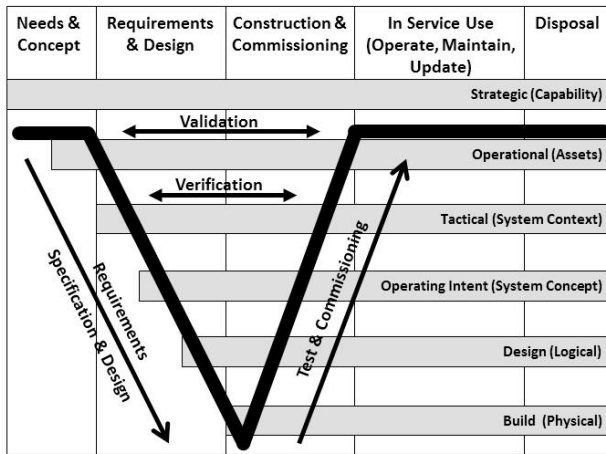 Needs &
Concept
Requirements
& Design
Construction &
Commissioning
In Service Use
(Operate, Maintain,
Update)
Disposal
Strategic (Capability)
Validation
Operational (Assets)
Verification
Tactical (System Context)
Requirements
Specification & Design
Test & Commissioning
Operating Intent (System Concept)
Design (Logical)
Build (Physical)